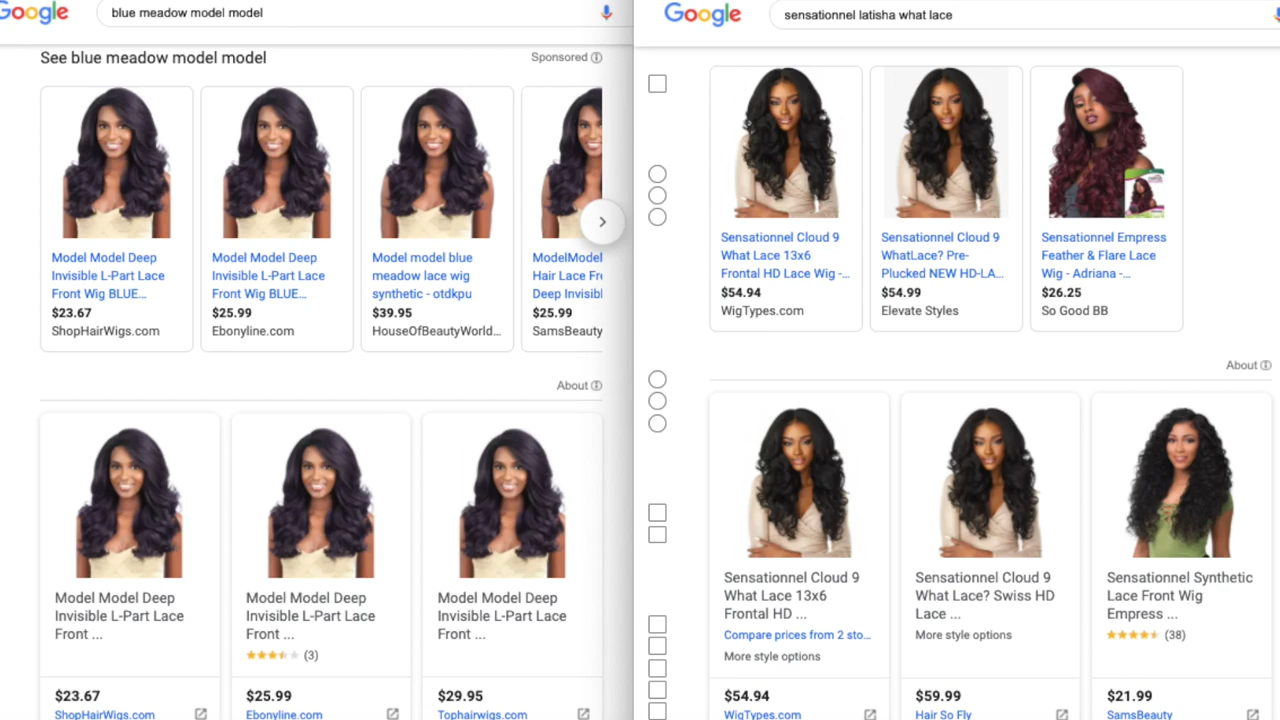 Google
blue meadow model model
See blue meadow model model
Sponsored
Model Model Deep
Invisible L-Part Lace
Front Wig BLUE...
$23.67
ShopHairWigs.com
Model Model Deep
Invisible L-Part Lace
Front Wig BLUE...
$25.99
Ebonyline.com
Model model blue
meadow lace wig
synthetic - otdkpu
$39.95
HouseOfBeautyWorld...
ModelModel
Hair Lace Fr
Deep Invisibl
$25.99
SamsBeauty
About
Model Model Deep
Invisible L-Part Lace
Front ...
$23.67
ShopHairWigs.com
Model Model Deep
Invisible L-Part Lace
Front ...
(3)
$25.99
Ebonyline.com
Model Model Deep
Invisible L-Part Lace
Front ...
$29.95
Tophairwigs.com
Google
sensationnel latisha what lace
Sensationnel Cloud 9
What Lace 13x6
Frontal HD Lace Wig -...
$54.94
WigTypes.com
Sensationnel Cloud 9
WhatLace? Pre-
Plucked NEW HD-LA...
$54.99
Elevate Styles
Sensationnel Empress
Feather & Flare Lace
Wig - Adriana -...
$26.25
So Good BB
About
Sensationnel Cloud 9
What Lace 13x6
Frontal HD ...
Compare prices from 2 sto...
More style options
$54.94
WigTypes.com
Sensationnel Cloud 9
What Lace? Swiss HD
Lace ...
More style options
$59.99
Hair So Fly
Sensationnel Synthetic
Lace Front Wig
Empress ...
(38)
$21.99
SamsBeauty